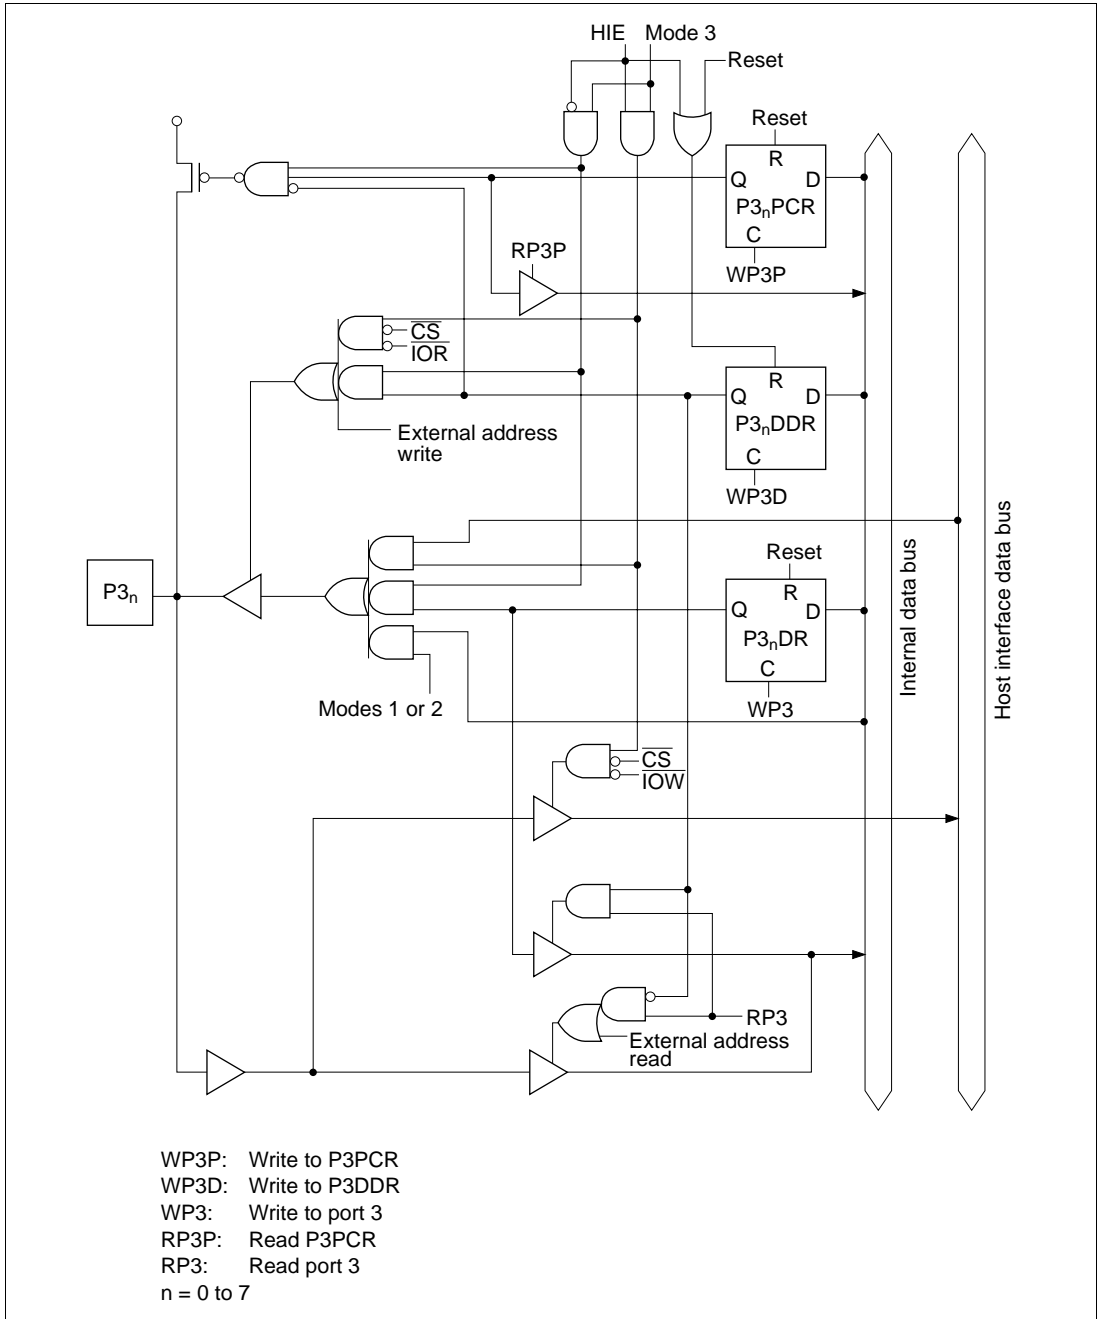 HIE Mode 3
Reset
Reset
R
Q D
P3nPCR
C
RP3P
WP3P
CS
IOR
R
Q D
P3nDDR
External address
write
C
WP3D
Reset
P3n
R
Q D
P3nDR
C
Modes 1 or 2
WP3
Internal data bus
Host interface data bus
CS
IOW
RP3
External address
read
WP3P: Write to P3PCR
WP3D: Write to P3DDR
WP3: Write to port 3
RP3P: Read P3PCR
RP3: Read port 3
n = 0 to 7